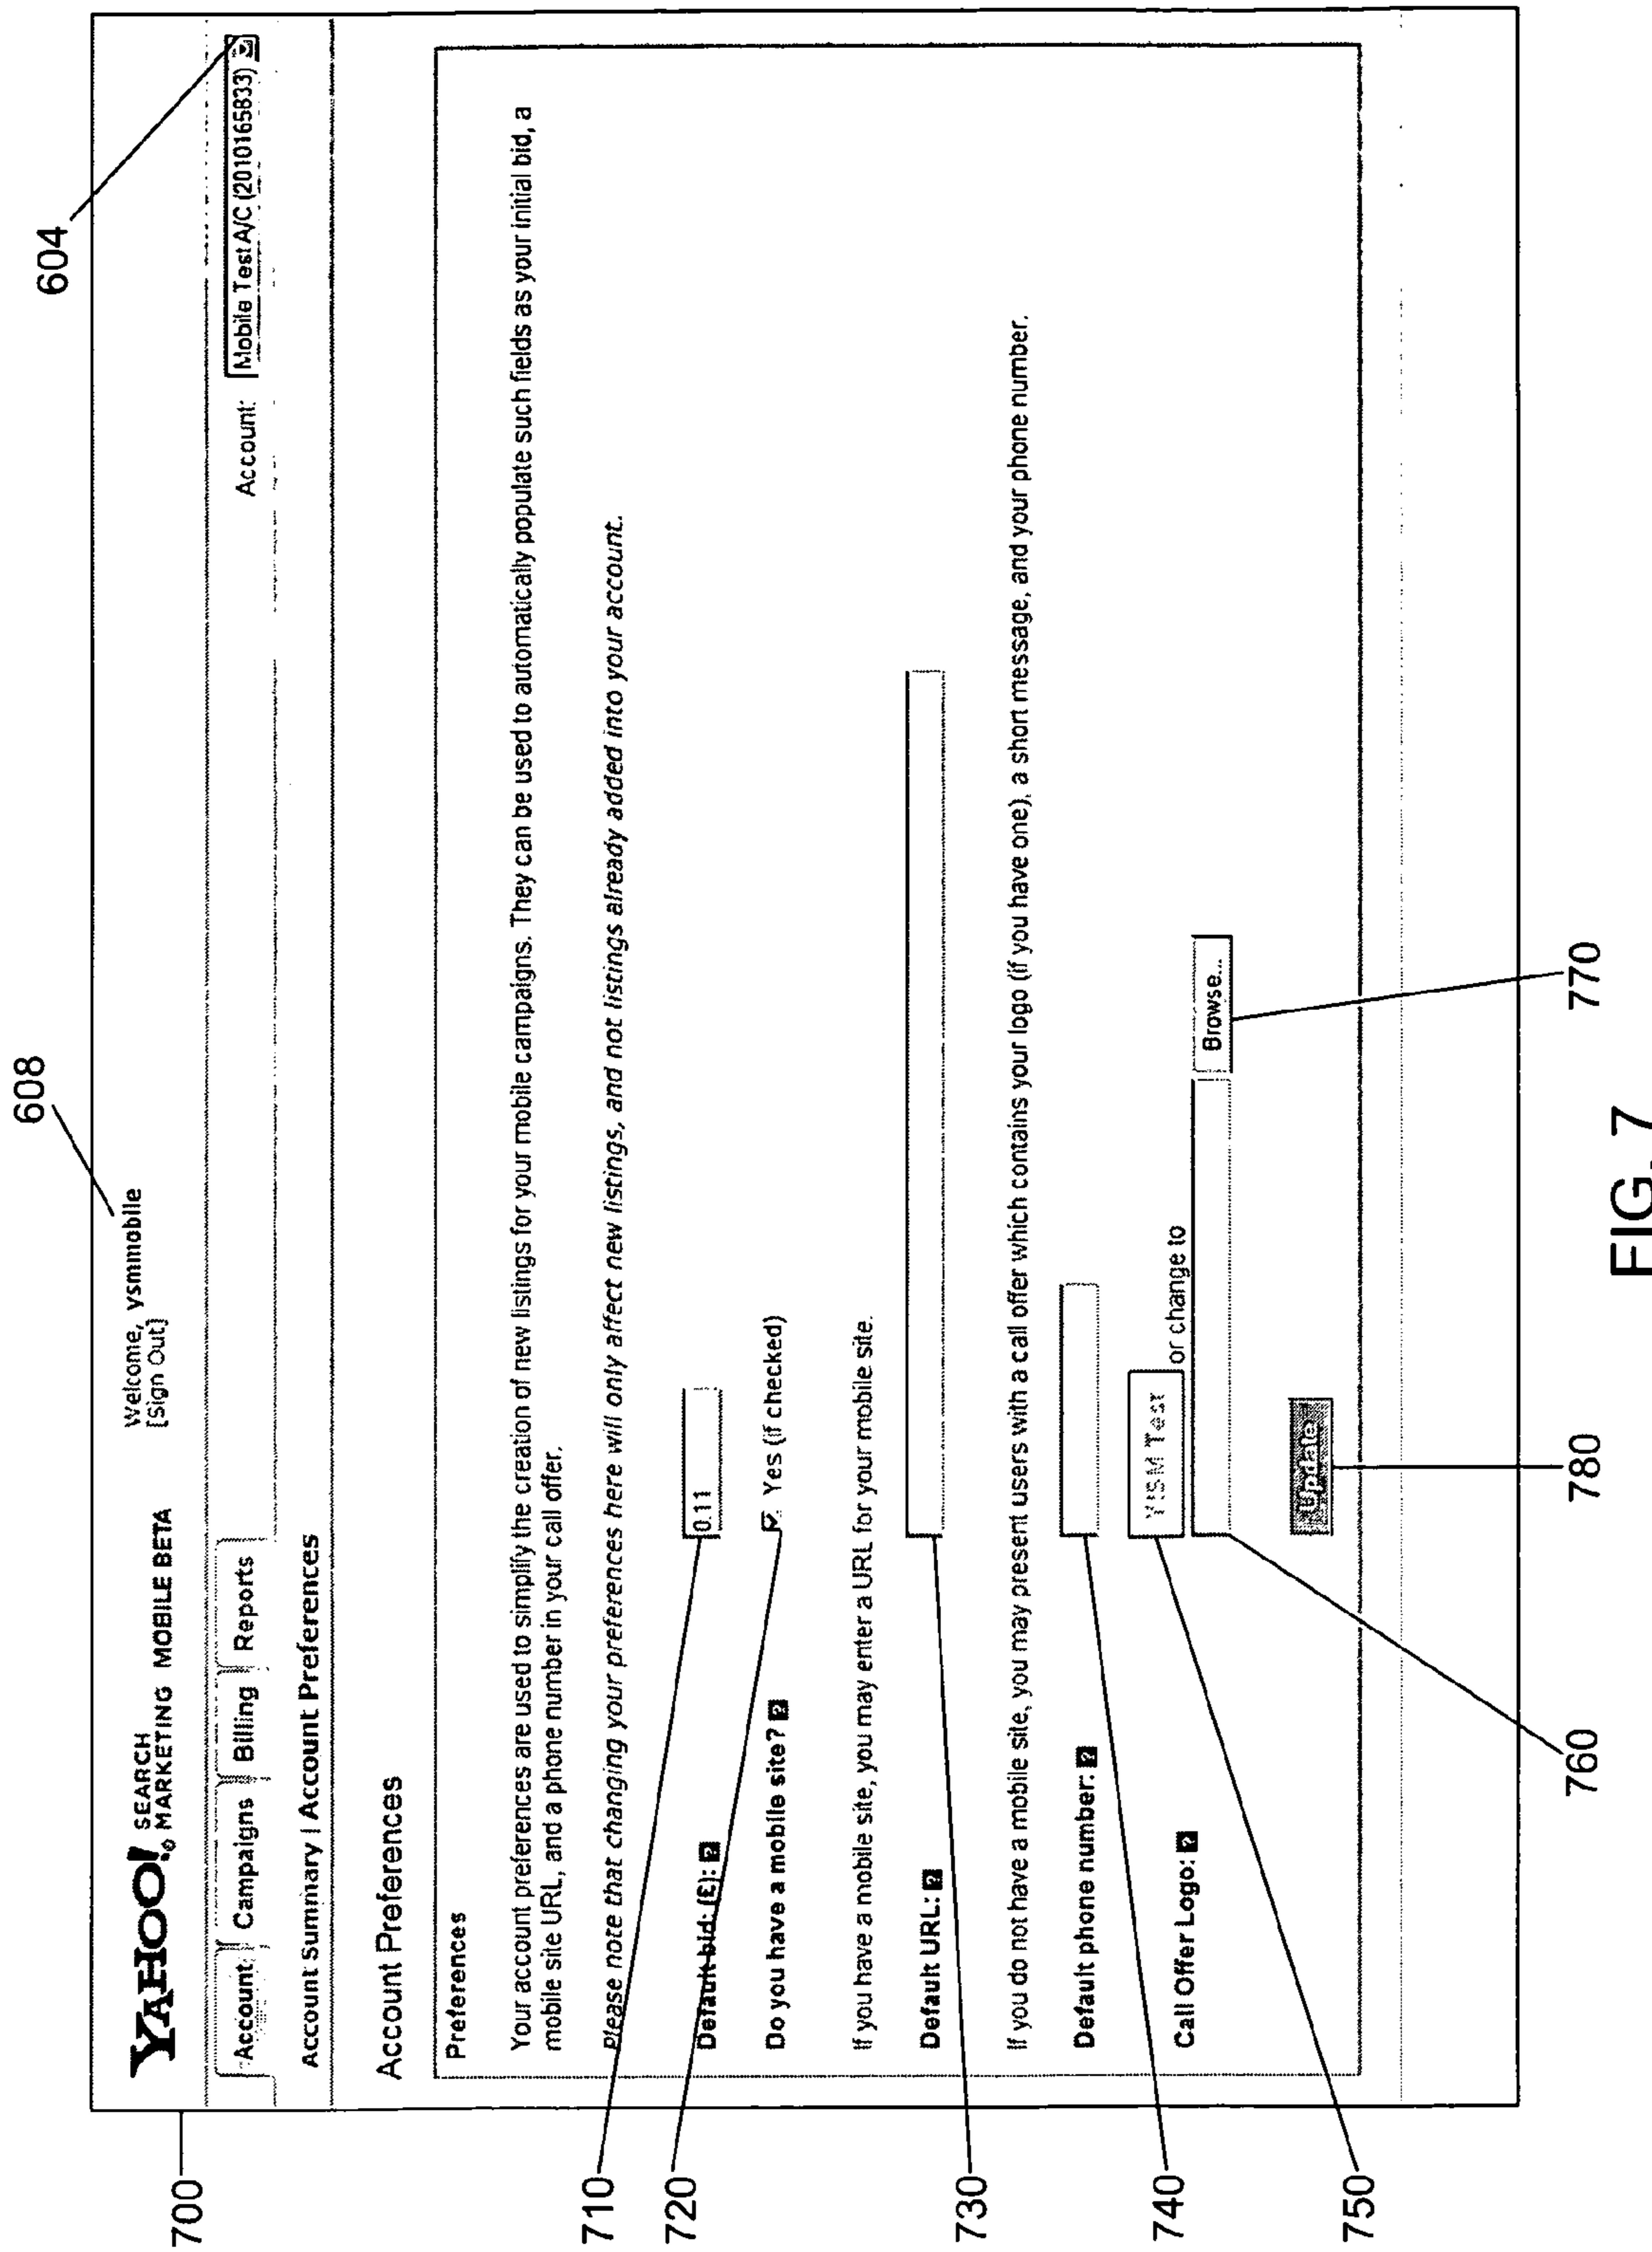 608
604
YAHOO! SEARCH MARKETING MOBILE BETA
Welcome, ysmmobile
[Sign Out]
Account Campaigns Billing Reports
Account: Mobile Test A/C (2010165833)
Account Summary | Account Preferences
Account Preferences
Preferences
Your account preferences are used to simplify the creation of new listings for your mobile campaigns. They can be used to automatically populate such fields as your initial bid, a
mobile site URL, and a phone number in your call offer.
Please note that changing your preferences here will only affect new listings, and not listings already added into your account.
Default bid: (£): ? 0.11
Do you have a mobile site? ? Yes (if checked)
If you have a mobile site, you may enter a URL for your mobile site.
Default URL: ?
If you do not have a mobile site, you may present users with a call offer which contains your logo (if you have one), a short message, and your phone number.
Default phone number: ?
Call Offer Logo: ? Test or change to
Browse...
Update
700
710
720
730
740
750
760
780
770
FIG. 7